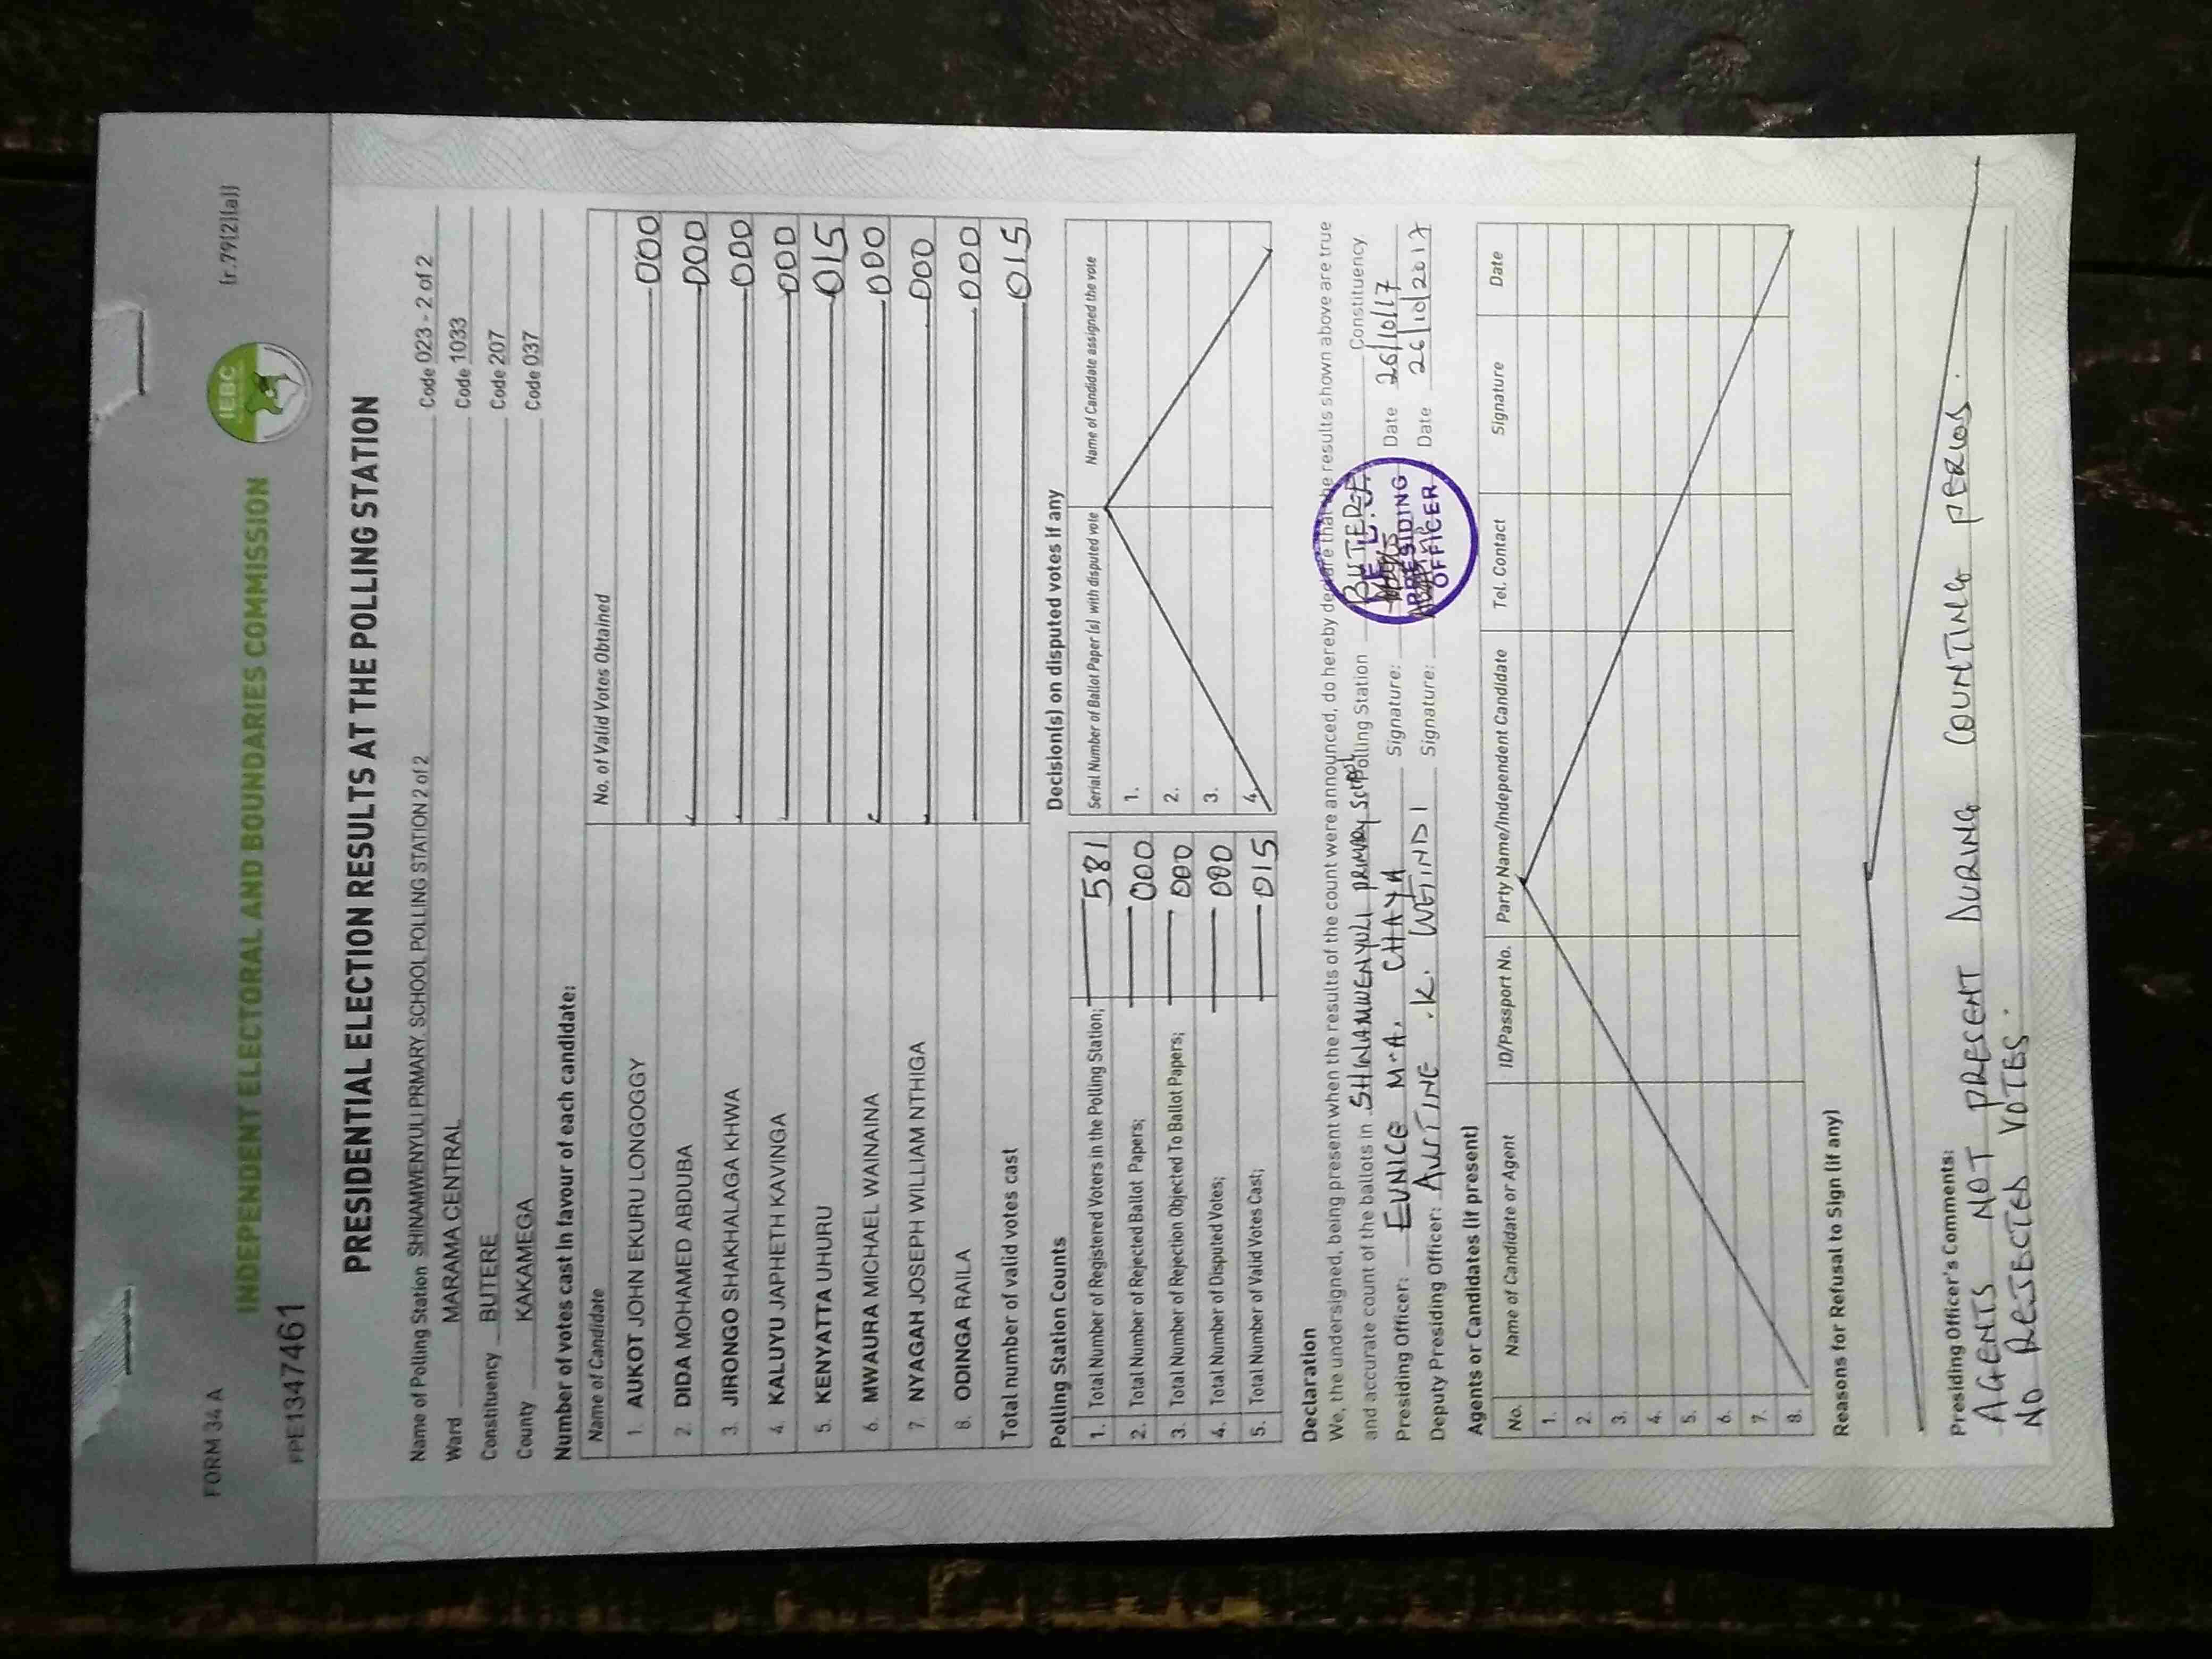 FORM 34 A
[r.79(2)(a)]
IEBC
INDEPENDENT ELECTORAL AND BOUNDARIES COMMISSION
PPE1347461
PRESIDENTIAL ELECTION RESULTS AT THE POLLING STATION
Name of Polling Station SHINAMWENYULI PRMARY. SCHOOL POLLING STATION 2 of 2 Code 023 - 2 of 2
Ward MARAMA CENTRAL Code 1033
Constituency BUTERE Code 207
County KAKAMEGA Code 037
Number of votes cast in favour of each candidate:
Name of Candidate No. of Valid Votes Obtained
1. AUKOT JOHN EKURU LONGOGGY 000
2. DIDA MOHAMED ABDUBA 000
3. JIRONGO SHAKHALAGA KHWA 000
4. KALUYU JAPHETH KAVINGA 000
5. KENYATTA UHURU 015
6. MWAURA MICHAEL WAINAINA 000
7. NYAGAH JOSEPH WILLIAM NTHIGA 000
8. ODINGA RAILA 000
Total number of valid votes cast 015
Polling Station Counts
1. Total Number of Registered Voters in the Polling Station; 581
2. Total Number of Rejected Ballot Papers; 000
3. Total Number of Rejection Objected To Ballot Papers; 000
4. Total Number of Disputed Votes; 000
5. Total Number of Valid Votes Cast; 015
Decision(s) on disputed votes if any
Serial Number of Ballot Paper (s) with disputed vote Name of Candidate assigned the vote
1.
2.
3.
4.
Declaration
We, the undersigned, being present when the results of the count were announced, do hereby declare that the results shown above are true
and accurate count of the ballots in SHINAMWENYULI PRIMARY School Polling Station BUTERE Constituency.
Presiding Officer: EUNICE M.A. CHAYA Signature: Date 26/10/17
Deputy Presiding Officer: AUSTINE .K. WEINDI Signature: Date 26/10/2017
PRESIDING
OFFICER
Agents or Candidates (if present)
No. Name of Candidate or Agent ID/Passport No. Party Name/Independent Candidate Tel. Contact Signature Date
1.
2.
3.
4.
5.
6.
7.
8.
Reasons for Refusal to Sign (if any)
Presiding Officer's Comments:
AGENTS NOT PRESENT DURING COUNTING PERIOD.
NO REJECTED VOTES.